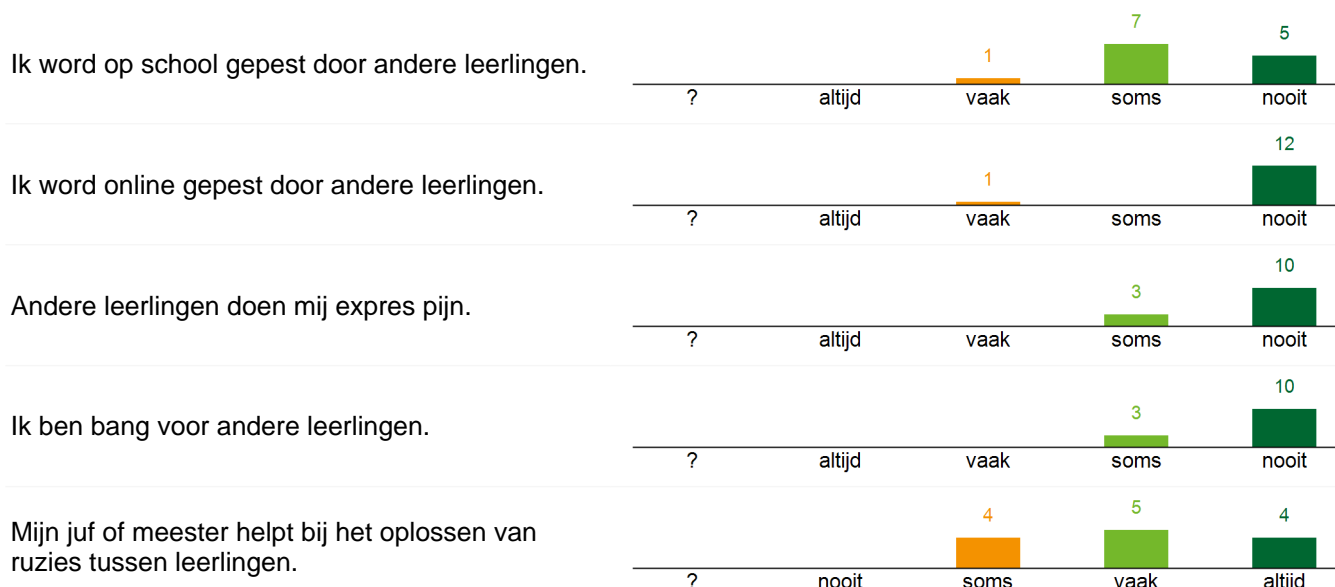 7
1
5
Ik word op school gepest door andere leerlingen.
? altijd vaak soms nooit
12
1
Ik word online gepest door andere leerlingen.
? altijd vaak soms nooit
10
3
Andere leerlingen doen mij expres pijn.
? altijd vaak soms nooit
10
3
Ik ben bang voor andere leerlingen.
? altijd vaak soms nooit
4 5 4
Mijn juf of meester helpt bij het oplossen van
ruzies tussen leerlingen.
? nooit soms vaak altijd